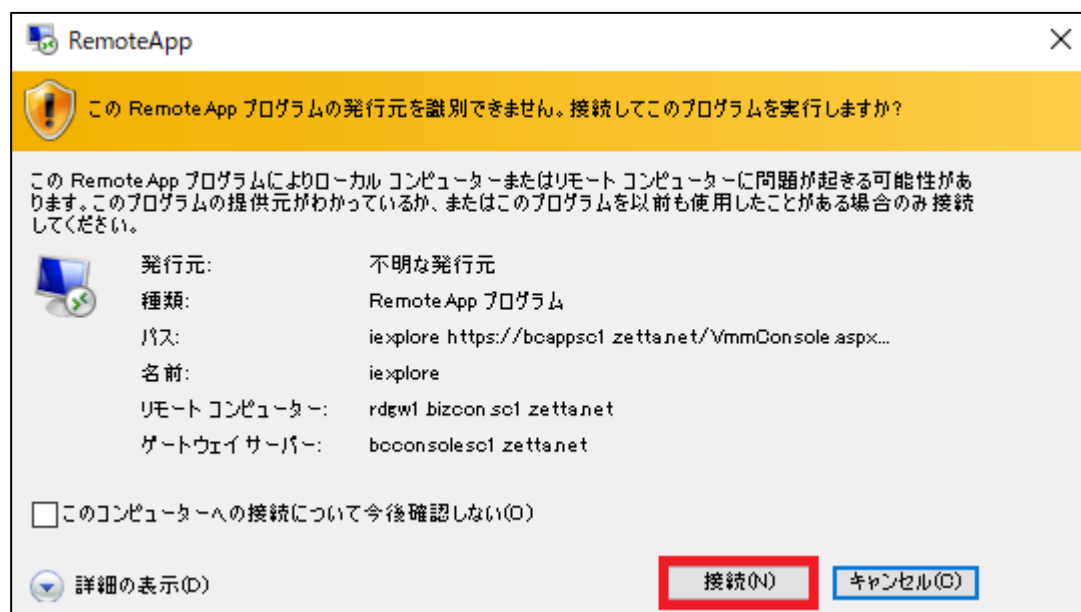 RemoteApp
この RemoteApp プログラムの発行元を識別できません。接続してこのプログラムを実行しますか?
この RemoteApp プログラムによりローカル コンピューターまたはリモート コンピューターに問題が起きる可能性があ
ります。このプログラムの提供元がわかっているか、またはこのプログラムを以前も使用したことがある場合のみ接続
してください。
発行元: 不明な発行元
種類: RemoteApp プログラム
パス: iexplore https://bcappsc1.zetta.net/VmmConsole.aspx...
名前: iexplore
リモート コンピューター: rdgw1.bizcon.sc1.zetta.net
ゲートウェイ サーバー: bcconsolesc1.zetta.net
このコンピューターへの接続について今後確認しない(O)
詳細の表示(D) 接続(N) キャンセル(C)